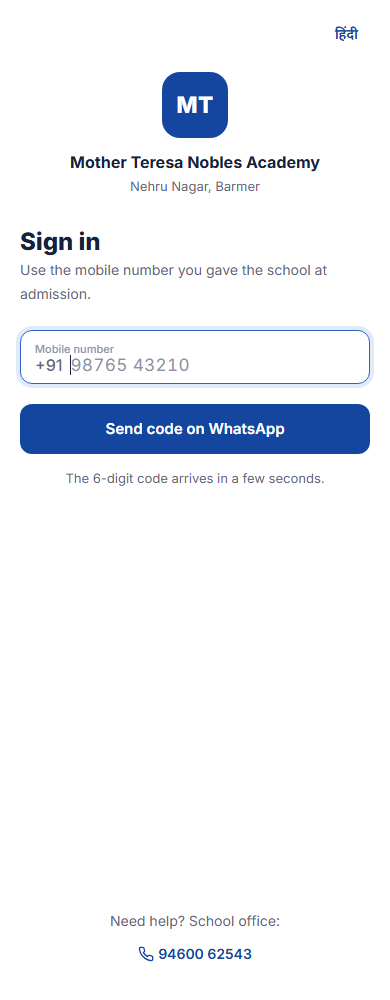 हिंदी
MT
Mother Teresa Nobles Academy
Nehru Nagar, Barmer
Sign in
Use the mobile number you gave the school at
admission.
Mobile number
+91 98765 43210
Send code on WhatsApp
The 6-digit code arrives in a few seconds.
Need help? School office:
94600 62543